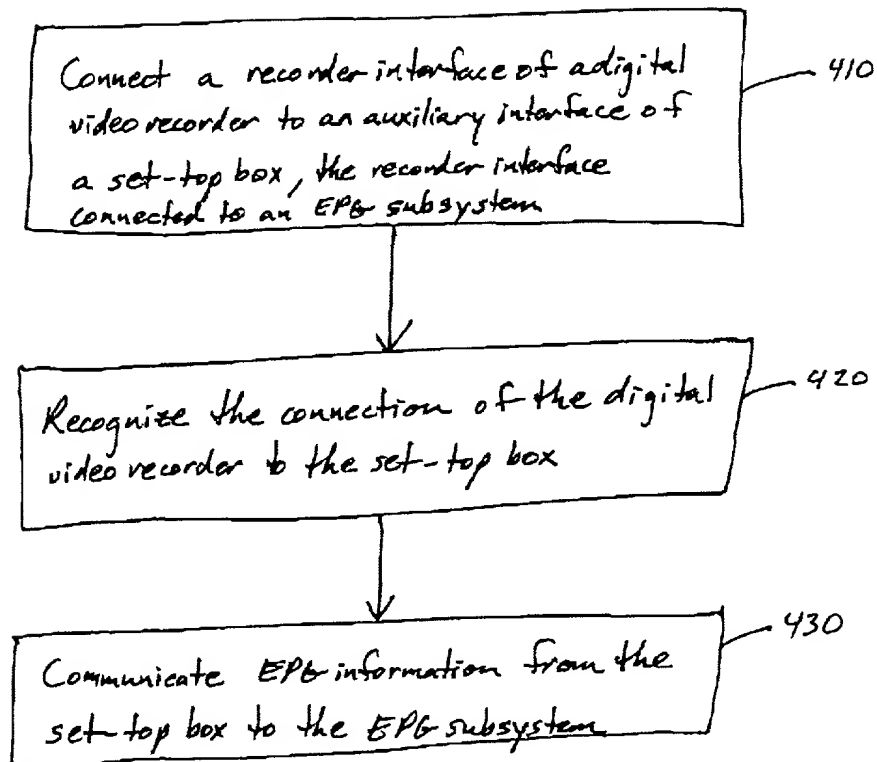 Connect a recorder interface of a digital
video recorder to an auxiliary interface of
a set-top box, the recorder interface
connected to an EPG subsystem
410
Recognize the connection of the digital
video recorder to the set-top box
420
Communicate EPG information from the
set-top box to the EPG subsystem
430